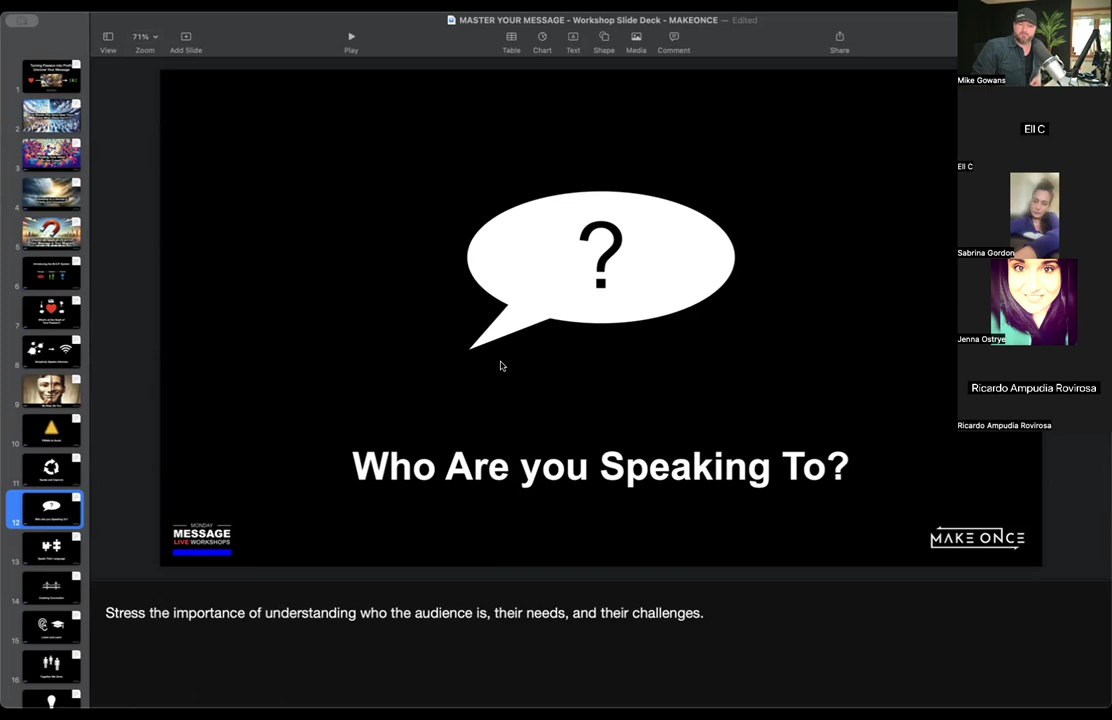 MASTER YOUR MESSAGE - Workshop Slide Deck - MAKEONCE — Edited
71%
View
Zoom
Add Slide
Play
Table
Chart
Text
Shape
Media
Comment
Share
1
2
3
4
5
6
7
8
9
10
11
12
13
14
15
16
?
Who Are you Speaking To?
MONDAY
MESSAGE
LIVE WORKSHOPS
MAKE ONCE
Stress the importance of understanding who the audience is, their needs, and their challenges.
Mike Gowans
Ell C
Ell C
Sabrina Gordon
Jenna Ostrye
Ricardo Ampudia Rovirosa
Ricardo Ampudia Rovirosa